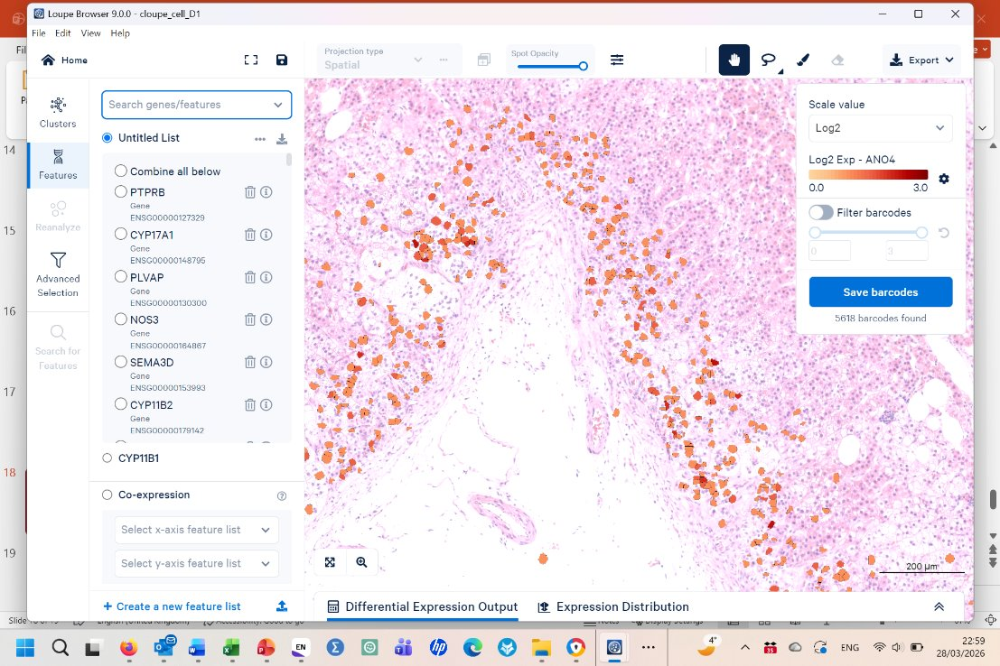 Loupe Browser 9.0.0 - cloupe_cell_D1
File Edit View Help
Home
Projection type
Spatial
Spot Opacity
Export
Clusters
Features
Reanalyze
Advanced
Selection
Search for
Features
Search genes/features
Untitled List
Combine all below
PTPRB
Gene
ENSG00000127329
CYP17A1
Gene
ENSG00000148795
PLVAP
Gene
ENSG00000130300
NOS3
Gene
ENSG00000164867
SEMA3D
Gene
ENSG00000153993
CYP11B2
Gene
ENSG00000179142
CYP11B1
Co-expression
Select x-axis feature list
Select y-axis feature list
Create a new feature list
Scale value
Log2
Log2 Exp - ANO4
0.0 3.0
Filter barcodes
0 3
Save barcodes
5618 barcodes found
200 µm
Differential Expression Output
Expression Distribution
14
15
16
17
18
19
EN
35
4°
ENG
22:59
28/03/2026